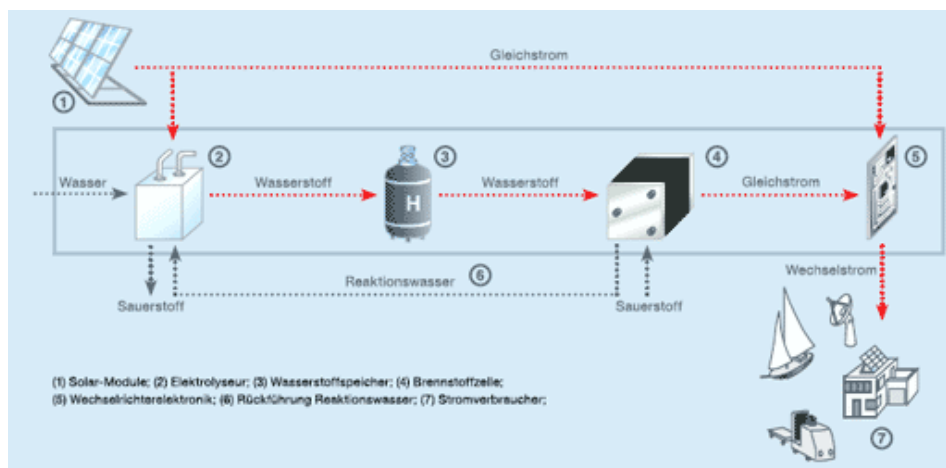 Gleichstrom
①
②
③
④
⑤
Wasser
Wasserstoff
Wasserstoff
Gleichstrom
H
Reaktionswasser ⑥
Wechselstrom
Sauerstoff
Sauerstoff
(1) Solar-Module; (2) Elektrolyseur; (3) Wasserstoffspeicher; (4) Brennstoffzelle;
(5) Wechselrichterelektronik; (6) Rückführung Reaktionswasser; (7) Stromverbraucher;
⑦